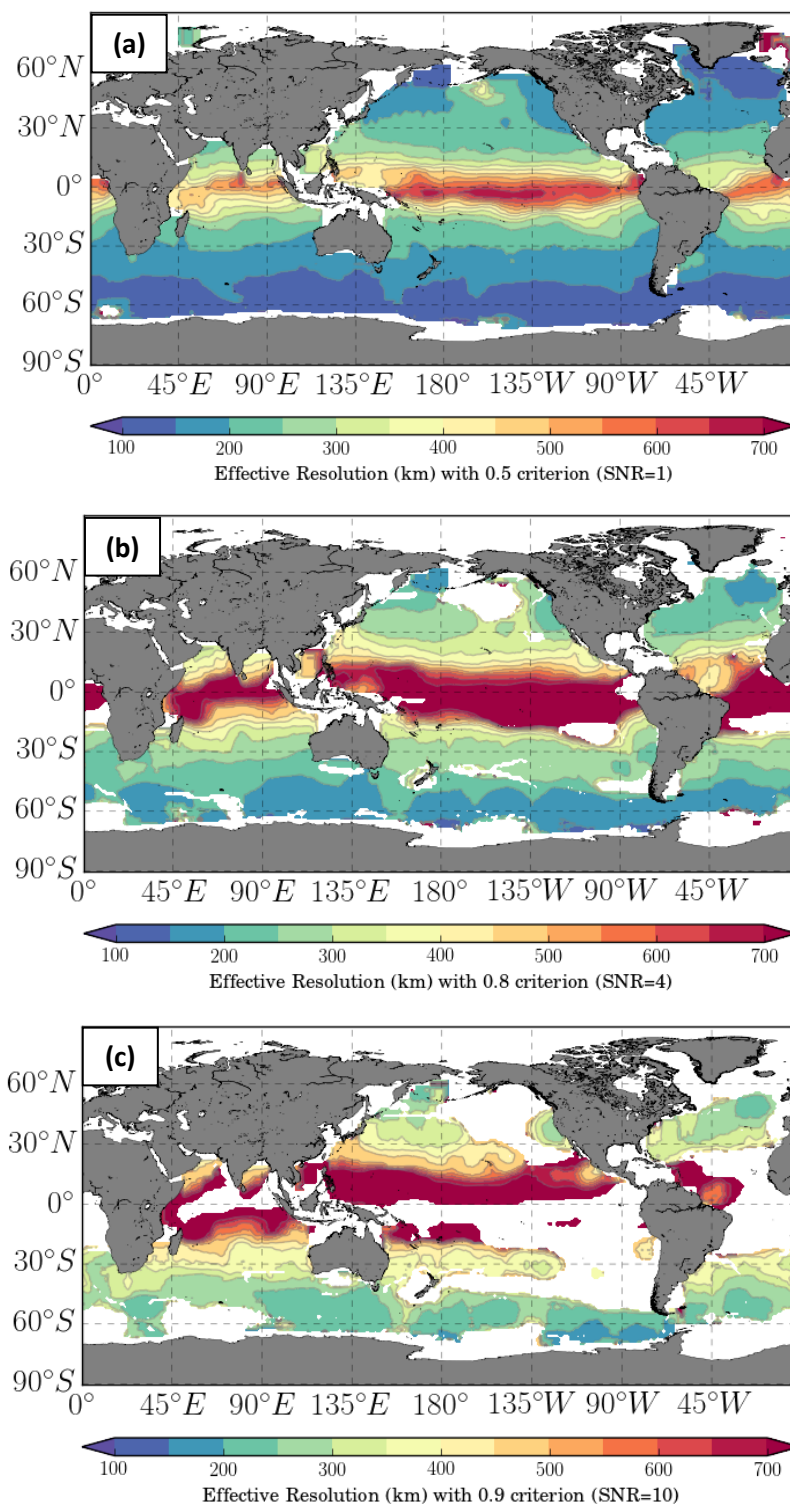 (a)
60°N
30°N
0°
30°S
60°S
90°S
0° 45°E 90°E 135°E 180° 135°W 90°W 45°W
100 200 300 400 500 600 700
Effective Resolution (km) with 0.5 criterion (SNR=1)
(b)
60°N
30°N
0°
30°S
60°S
90°S
0° 45°E 90°E 135°E 180° 135°W 90°W 45°W
100 200 300 400 500 600 700
Effective Resolution (km) with 0.8 criterion (SNR=4)
(c)
60°N
30°N
0°
30°S
60°S
90°S
0° 45°E 90°E 135°E 180° 135°W 90°W 45°W
100 200 300 400 500 600 700
Effective Resolution (km) with 0.9 criterion (SNR=10)